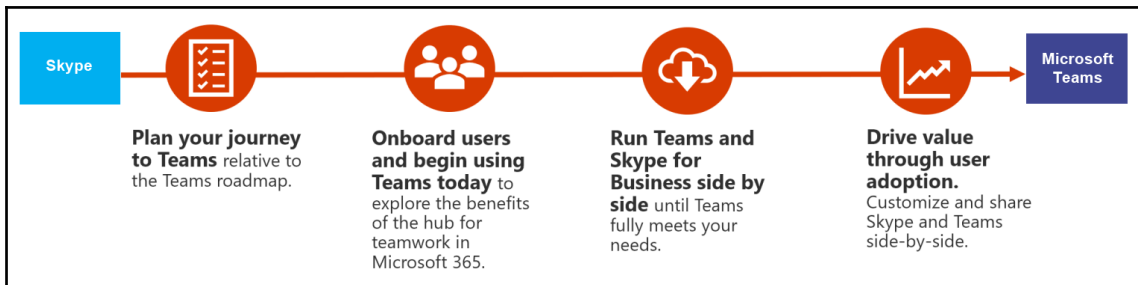 Skype
Plan your journey
to Teams relative to
the Teams roadmap.
Onboard users
and begin using
Teams today to
explore the benefits
of the hub for
teamwork in
Microsoft 365.
Run Teams and
Skype for
Business side by
side until Teams
fully meets your
needs.
Drive value
through user
adoption.
Customize and share
Skype and Teams
side-by-side.
Microsoft
Teams